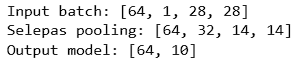 Input batch: [64, 1, 28, 28]
Selepas pooling: [64, 32, 14, 14]
Output model: [64, 10]